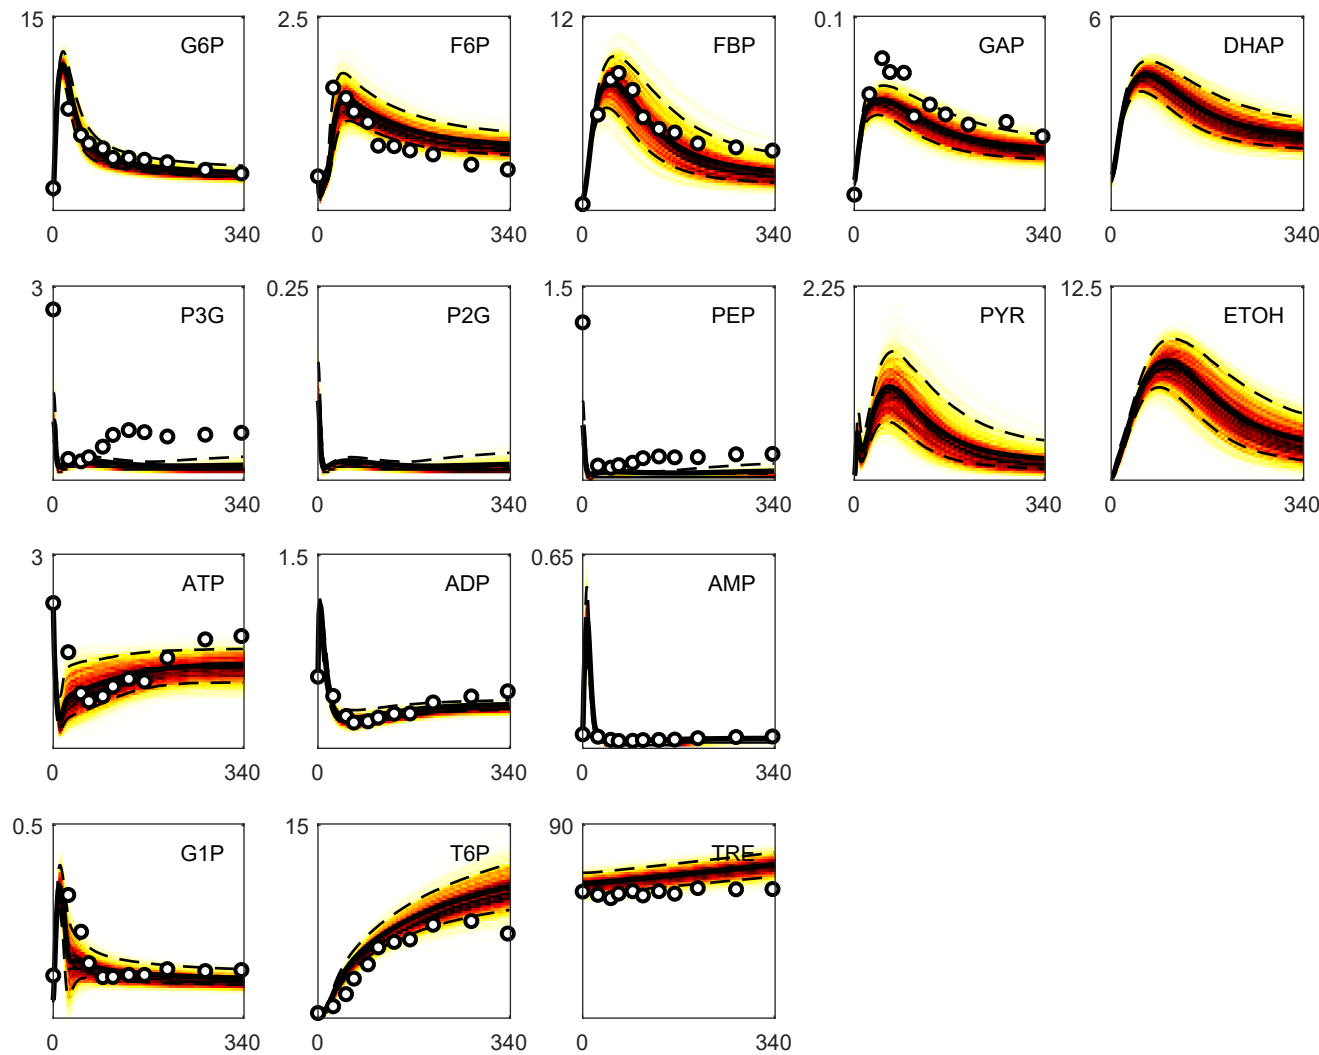 15 G6P 0 340
2.5 F6P 0 340
12 FBP 0 340
0.1 GAP 0 340
6 DHAP 0 340
3 P3G 0 340
0.25 P2G 0 340
1.5 PEP 0 340
2.25 PYR 0 340
12.5 ETOH 0 340
3 ATP 0 340
1.5 ADP 0 340
0.65 AMP 0 340
0.5 G1P 0 340
15 T6P 0 340
90 TRE 0 340